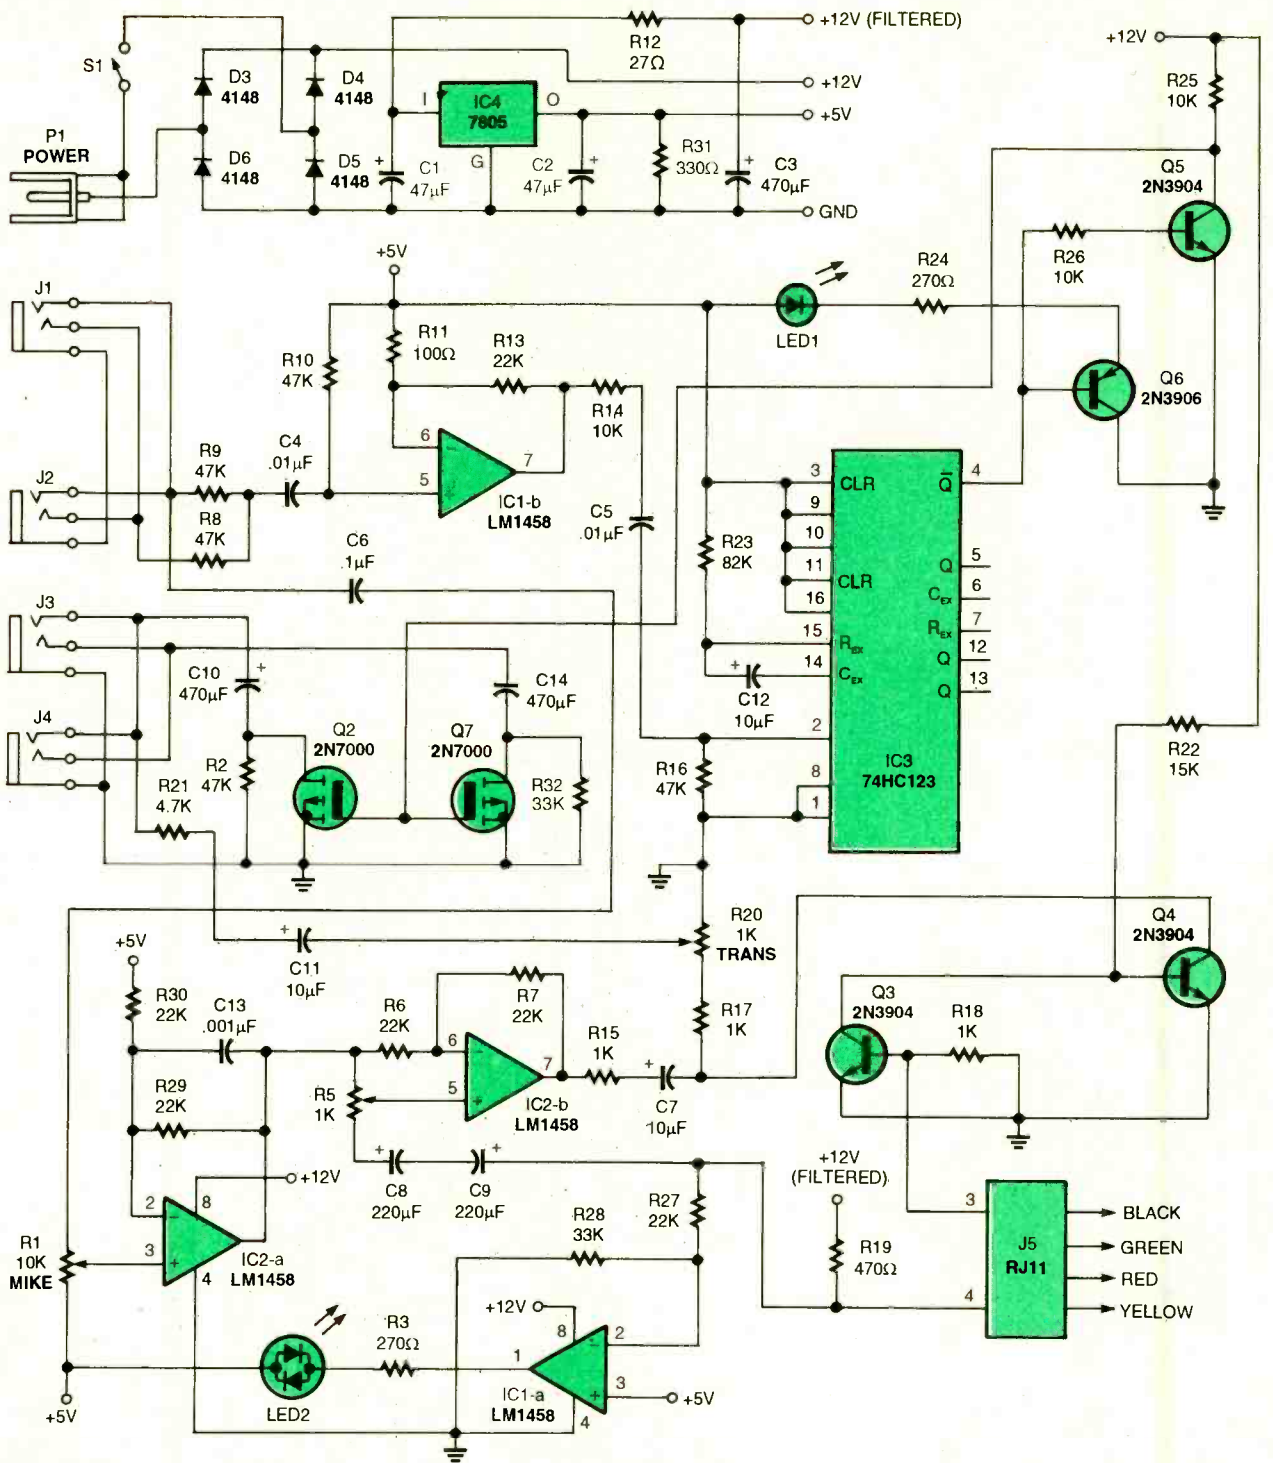 +12V (FILTERED)
R12
27Ω
+12V
S1
D3
4148
D4
4148
I
IC4
7805
O
+12V
+5V
R25
10K
P1
POWER
D6
4148
D5
4148
+
C1
47µF
G
C2
47µF
+
R31
330Ω
+
C3
470µF
GND
Q5
2N3904
R26
10K
+5V
J1
R10
47K
R11
100Ω
R13
22K
R14
10K
LED1
R24
270Ω
Q6
2N3906
J2
R9
47K
R8
47K
C4
.01µF
6
−
5
+
7
IC1-b
LM1458
C5
.01µF
C6
.1µF
R23
82K
3
CLR
9
10
11
CLR
16
15
REX
14
CEX
+
C12
10µF
Q̅
4
Q
5
CEX
6
REX
7
Q
12
Q
13
2
8
1
IC3
74HC123
J3
C10
470µF
+
C14
470µF
J4
R21
4.7K
R2
47K
Q2
2N7000
Q7
2N7000
R32
33K
R16
47K
R22
15K
+
C11
10µF
R20
1K
TRANS
Q4
2N3904
+5V
R30
22K
C13
.001µF
R6
22K
R7
22K
R17
1K
Q3
2N3904
R18
1K
R29
22K
R5
1K
6
−
5
+
7
IC2-b
LM1458
R15
1K
+
C7
10µF
+
C8
220µF
+
C9
220µF
R27
22K
+12V
(FILTERED)
R19
470Ω
+12V
2
−
8
3
+
4
IC2-a
LM1458
R1
10K
MIKE
R28
33K
3
4
J5
RJ11
BLACK
GREEN
RED
YELLOW
+12V
8
2
−
1
3
+
4
+5V
IC1-a
LM1458
R3
270Ω
LED2
+5V